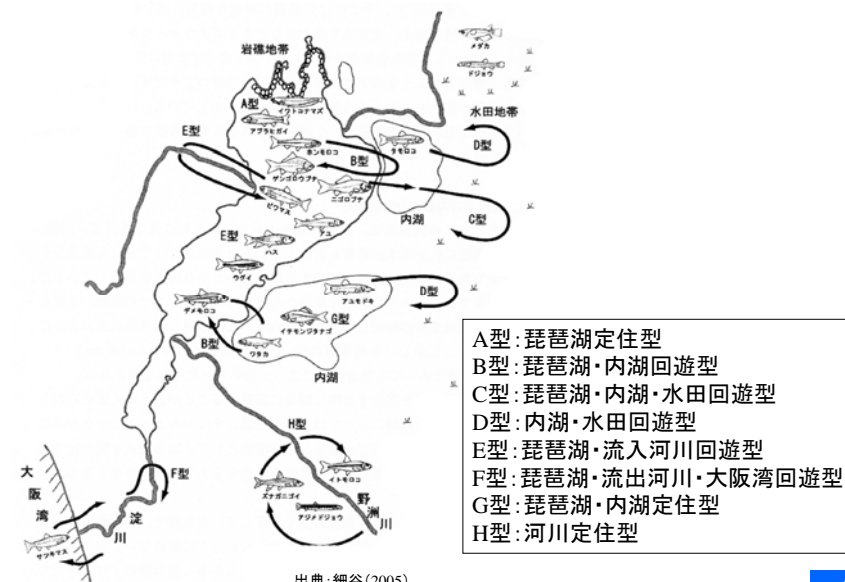 メダカ
ドジョウ
岩礁地帯
水田地帯
A型
イワトコナマズ
アブラヒガイ
E型
ホンモロコ
タモロコ
D型
B型
ゲンゴロウブナ
ニゴロブナ
ビワマス
内湖
C型
アユ
E型
ハス
ウグイ
アユモドキ
D型
ゲメモロコ
G型
イチモンジタナゴ
B型
ワタカ
内湖
A型:琵琶湖定住型
B型:琵琶湖・内湖回遊型
C型:琵琶湖・内湖・水田回遊型
D型:内湖・水田回遊型
E型:琵琶湖・流入河川回遊型
F型:琵琶湖・流出河川・大阪湾回遊型
G型:琵琶湖・内湖定住型
H型:河川定住型
H型
イトモロコ
ズナガニゴイ
アジメドジョウ
野洲川
F型
大阪湾
淀川
サツキマス
出典:細谷(2005)